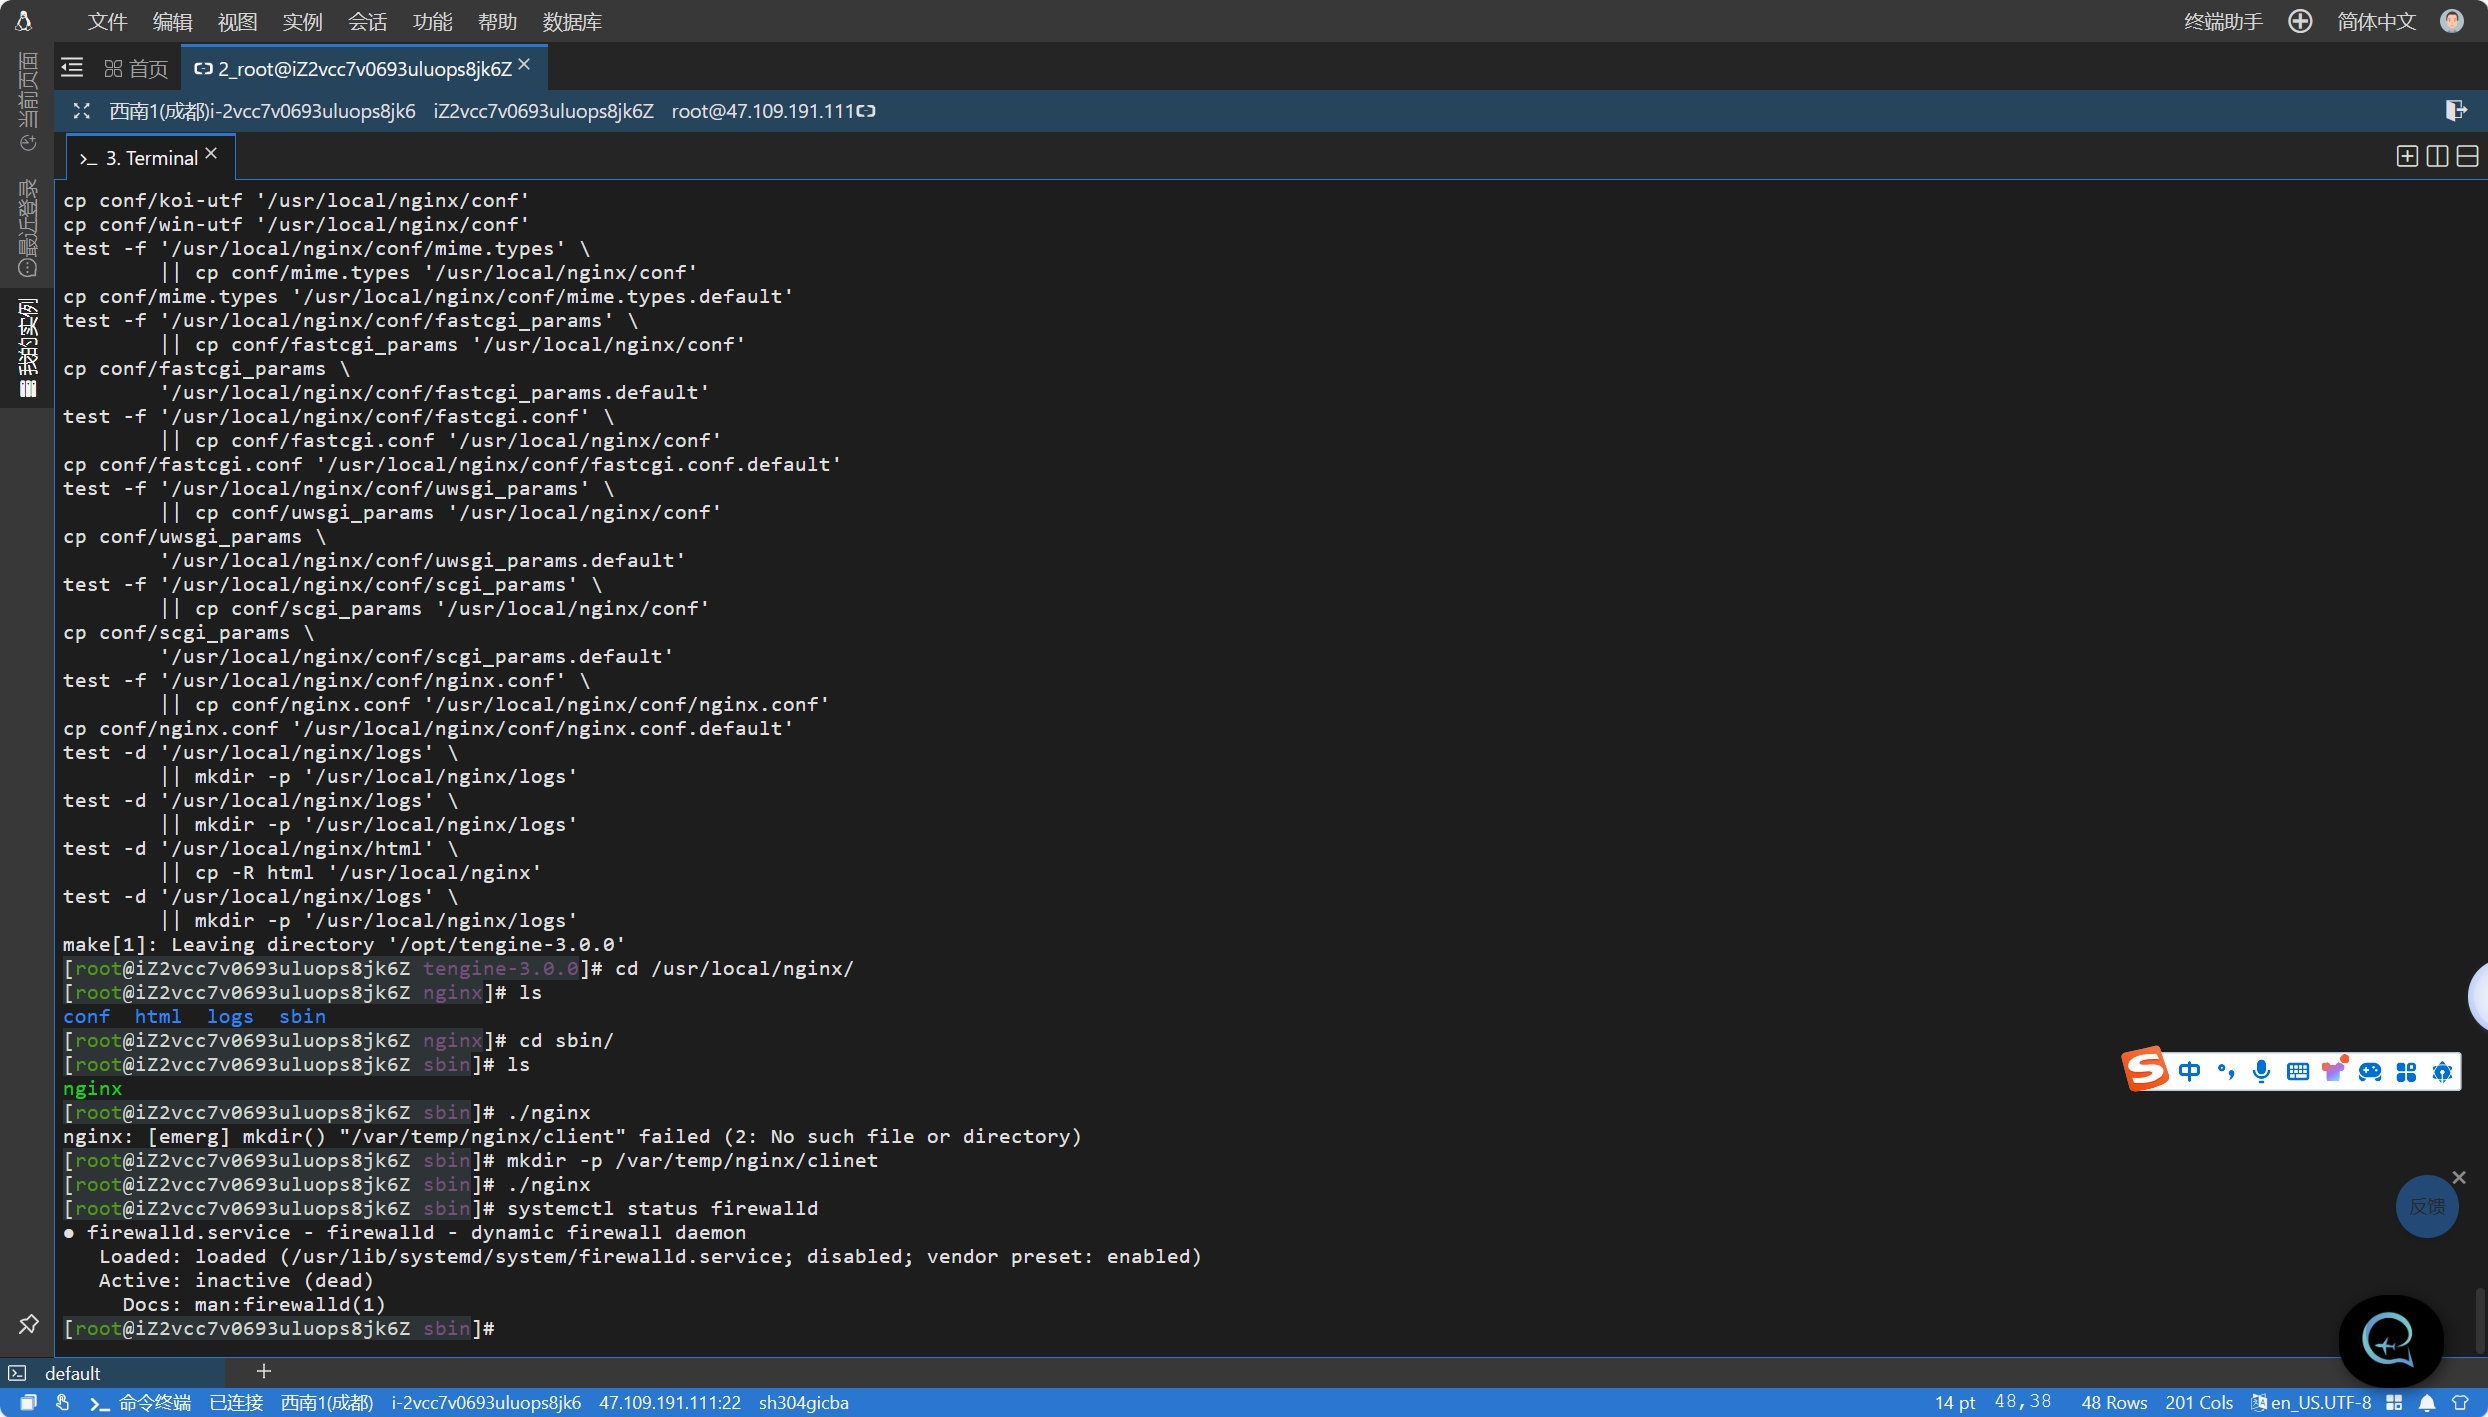 文件 编辑 视图 实例 会话 功能 帮助 数据库 终端助手 简体中文
首页 2_root@iZ2vcc7v0693uluops8jk6Z
西南1(成都)i-2vcc7v0693uluops8jk6 iZ2vcc7v0693uluops8jk6Z root@47.109.191.111
当前页面
最近登录
我的实例
>_ 3. Terminal
cp conf/koi-utf '/usr/local/nginx/conf'
cp conf/win-utf '/usr/local/nginx/conf'
test -f '/usr/local/nginx/conf/mime.types' \
|| cp conf/mime.types '/usr/local/nginx/conf'
cp conf/mime.types '/usr/local/nginx/conf/mime.types.default'
test -f '/usr/local/nginx/conf/fastcgi_params' \
|| cp conf/fastcgi_params '/usr/local/nginx/conf'
cp conf/fastcgi_params \
'/usr/local/nginx/conf/fastcgi_params.default'
test -f '/usr/local/nginx/conf/fastcgi.conf' \
|| cp conf/fastcgi.conf '/usr/local/nginx/conf'
cp conf/fastcgi.conf '/usr/local/nginx/conf/fastcgi.conf.default'
test -f '/usr/local/nginx/conf/uwsgi_params' \
|| cp conf/uwsgi_params '/usr/local/nginx/conf'
cp conf/uwsgi_params \
'/usr/local/nginx/conf/uwsgi_params.default'
test -f '/usr/local/nginx/conf/scgi_params' \
|| cp conf/scgi_params '/usr/local/nginx/conf'
cp conf/scgi_params \
'/usr/local/nginx/conf/scgi_params.default'
test -f '/usr/local/nginx/conf/nginx.conf' \
|| cp conf/nginx.conf '/usr/local/nginx/conf/nginx.conf'
cp conf/nginx.conf '/usr/local/nginx/conf/nginx.conf.default'
test -d '/usr/local/nginx/logs' \
|| mkdir -p '/usr/local/nginx/logs'
test -d '/usr/local/nginx/logs' \
|| mkdir -p '/usr/local/nginx/logs'
test -d '/usr/local/nginx/html' \
|| cp -R html '/usr/local/nginx'
test -d '/usr/local/nginx/logs' \
|| mkdir -p '/usr/local/nginx/logs'
make[1]: Leaving directory '/opt/tengine-3.0.0'
[root@iZ2vcc7v0693uluops8jk6Z tengine-3.0.0]# cd /usr/local/nginx/
[root@iZ2vcc7v0693uluops8jk6Z nginx]# ls
conf html logs sbin
[root@iZ2vcc7v0693uluops8jk6Z nginx]# cd sbin/
[root@iZ2vcc7v0693uluops8jk6Z sbin]# ls
nginx
[root@iZ2vcc7v0693uluops8jk6Z sbin]# ./nginx
nginx: [emerg] mkdir() "/var/temp/nginx/client" failed (2: No such file or directory)
[root@iZ2vcc7v0693uluops8jk6Z sbin]# mkdir -p /var/temp/nginx/clinet
[root@iZ2vcc7v0693uluops8jk6Z sbin]# ./nginx
[root@iZ2vcc7v0693uluops8jk6Z sbin]# systemctl status firewalld
● firewalld.service - firewalld - dynamic firewall daemon
Loaded: loaded (/usr/lib/systemd/system/firewalld.service; disabled; vendor preset: enabled)
Active: inactive (dead)
Docs: man:firewalld(1)
[root@iZ2vcc7v0693uluops8jk6Z sbin]#
S 中
反馈
default +
>_ 命令终端 已连接 西南1(成都) i-2vcc7v0693uluops8jk6 47.109.191.111:22 sh304gicba 14 pt 48,38 48 Rows 201 Cols en_US.UTF-8